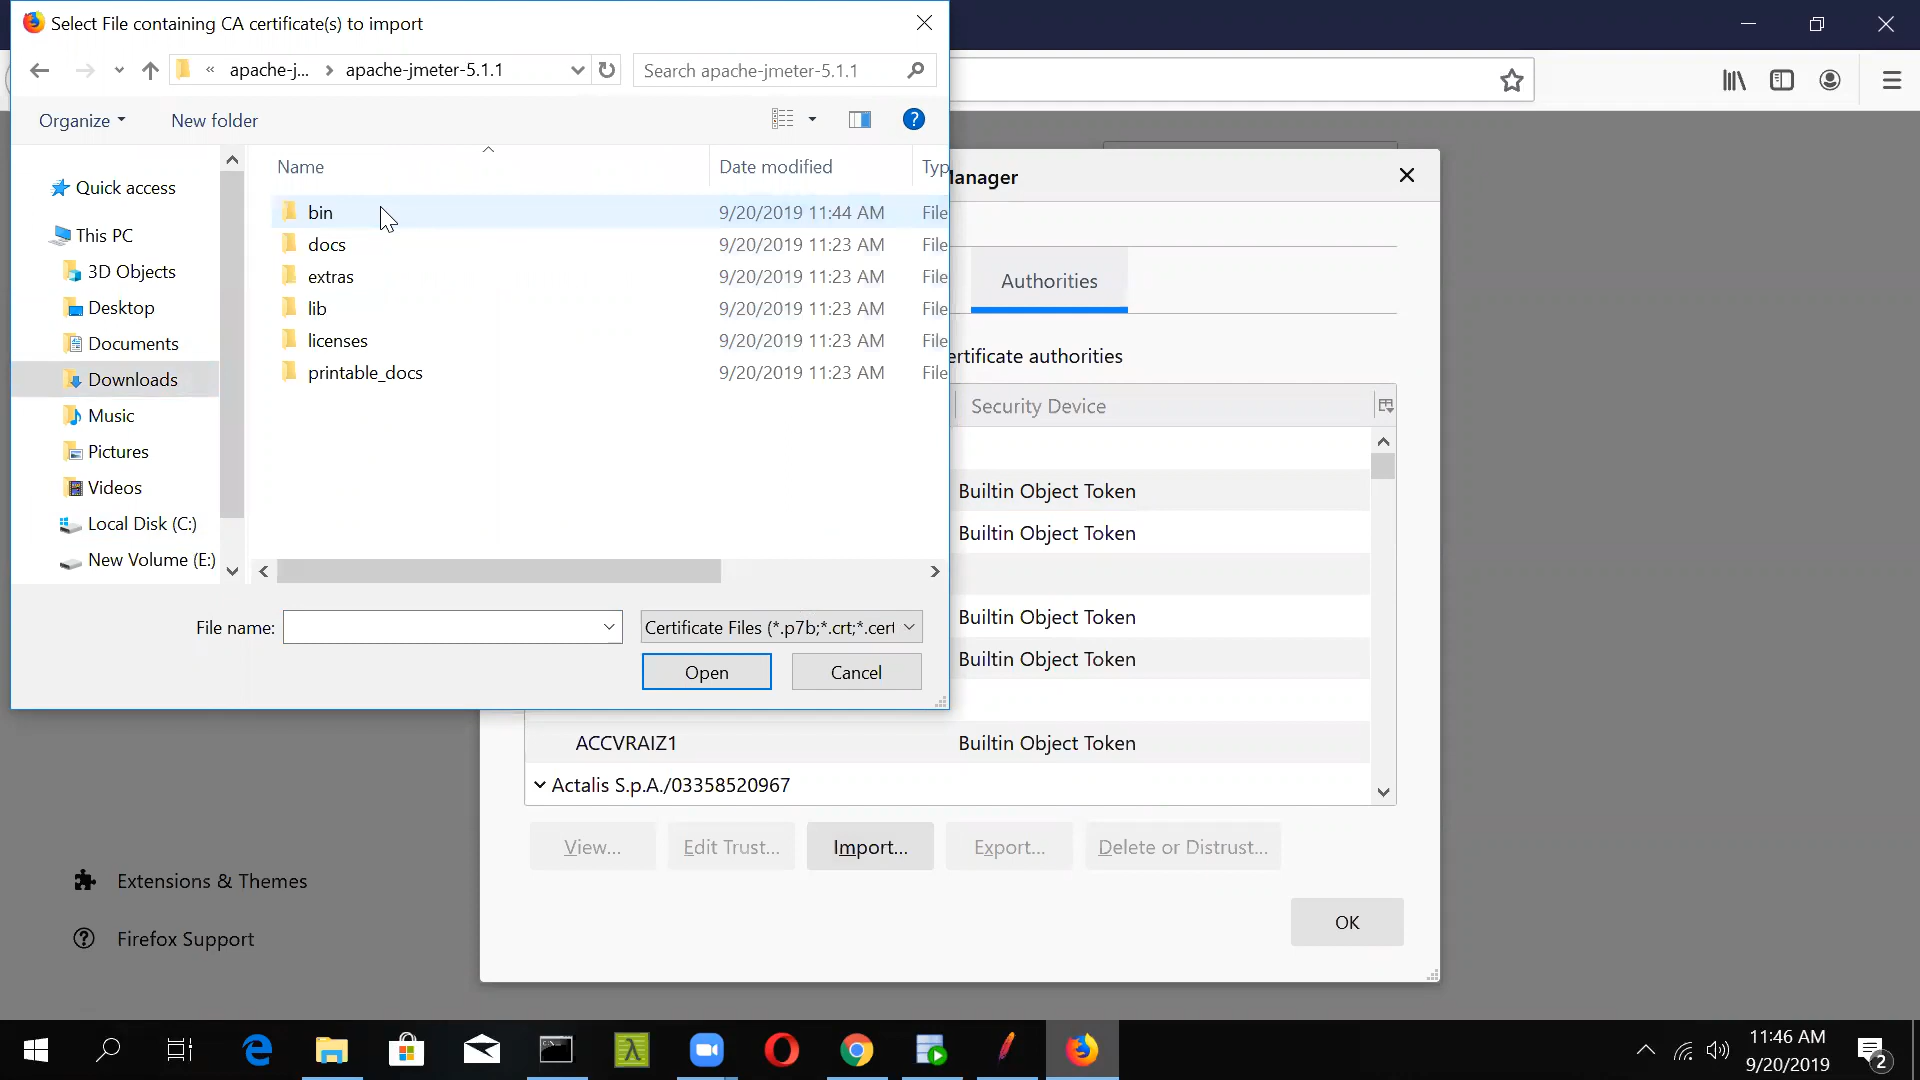 Select File containing CA certificate(s) to import
« apache-j... > apache-jmeter-5.1.1
Search apache-jmeter-5.1.1
Organize
New folder
?
Name
Date modified
Typ
Quick access
This PC
3D Objects
Desktop
Documents
Downloads
Music
Pictures
Videos
Local Disk (C:)
New Volume (E:)
bin 9/20/2019 11:44 AM File
docs 9/20/2019 11:23 AM File
extras 9/20/2019 11:23 AM File
lib 9/20/2019 11:23 AM File
licenses 9/20/2019 11:23 AM File
printable_docs 9/20/2019 11:23 AM File
File name:
Certificate Files (*.p7b;*.crt;*.cert
Open
Cancel
anager
Authorities
ertificate authorities
Security Device
Builtin Object Token
Builtin Object Token
Builtin Object Token
Builtin Object Token
ACCVRAIZ1 Builtin Object Token
Actalis S.p.A./03358520967
View...
Edit Trust...
Import...
Export...
Delete or Distrust...
OK
Extensions & Themes
Firefox Support
11:46 AM
9/20/2019
2